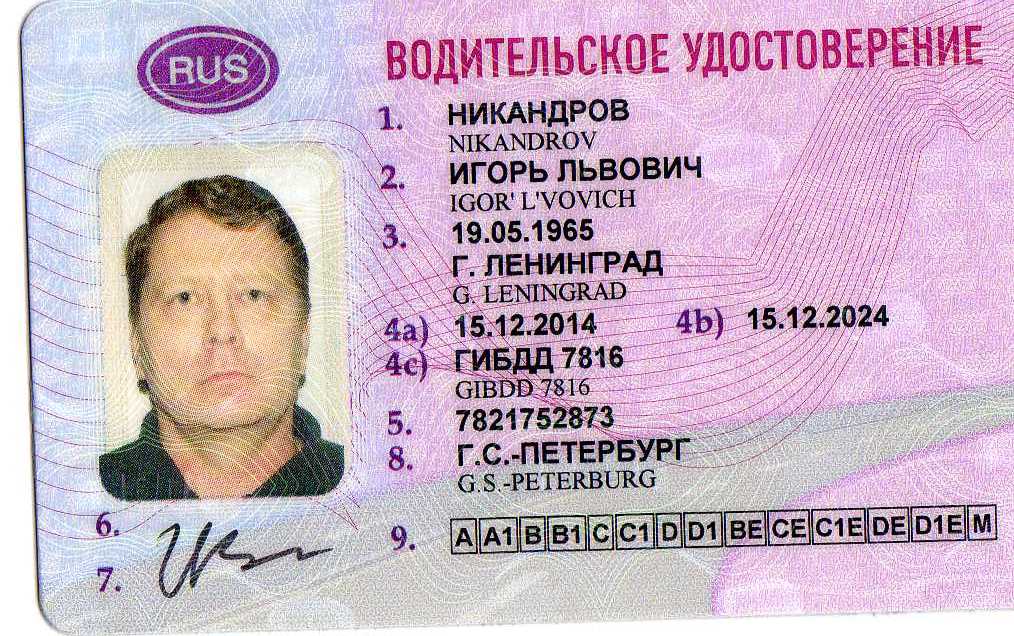 RUS
ВОДИТЕЛЬСКОЕ УДОСТОВЕРЕНИЕ
1. НИКАНДРОВ
NIKANDROV
2. ИГОРЬ ЛЬВОВИЧ
IGOR' L'VOVICH
3. 19.05.1965
Г. ЛЕНИНГРАД
G. LENINGRAD
4a) 15.12.2014 4b) 15.12.2024
4c) ГИБДД 7816
GIBDD 7816
5. 7821752873
8. Г.С.-ПЕТЕРБУРГ
G.S.-PETERBURG
6.
7.
9. A A1 B B1 C C1 D D1 BE CE C1E DE D1E M